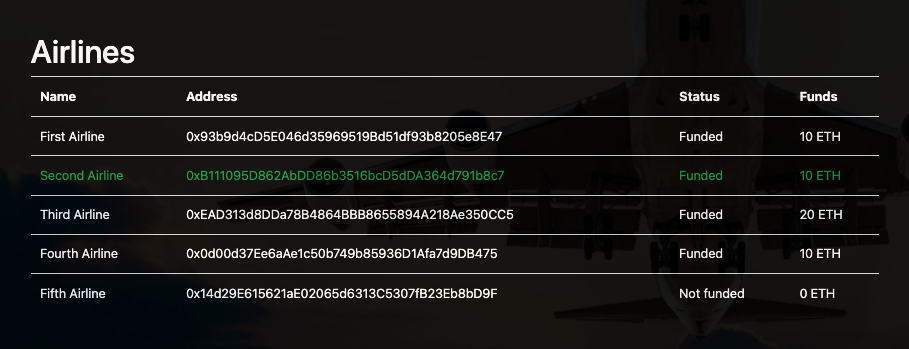 Airlines
Name Address Status Funds
First Airline 0x93b9d4cD5E046d35969519Bd51df93b8205e8E47 Funded 10 ETH
Second Airline 0xB111095D862AbDD86b3516bcD5dDA364d791b8c7 Funded 10 ETH
Third Airline 0xEAD313d8DDa78B4864BBB8655894A218Ae350CC5 Funded 20 ETH
Fourth Airline 0x0d00d37Ee6aAe1c50b749b85936D1Afa7d9DB475 Funded 10 ETH
Fifth Airline 0x14d29E615621aE02065d6313C5307fB23Eb8bD9F Not funded 0 ETH